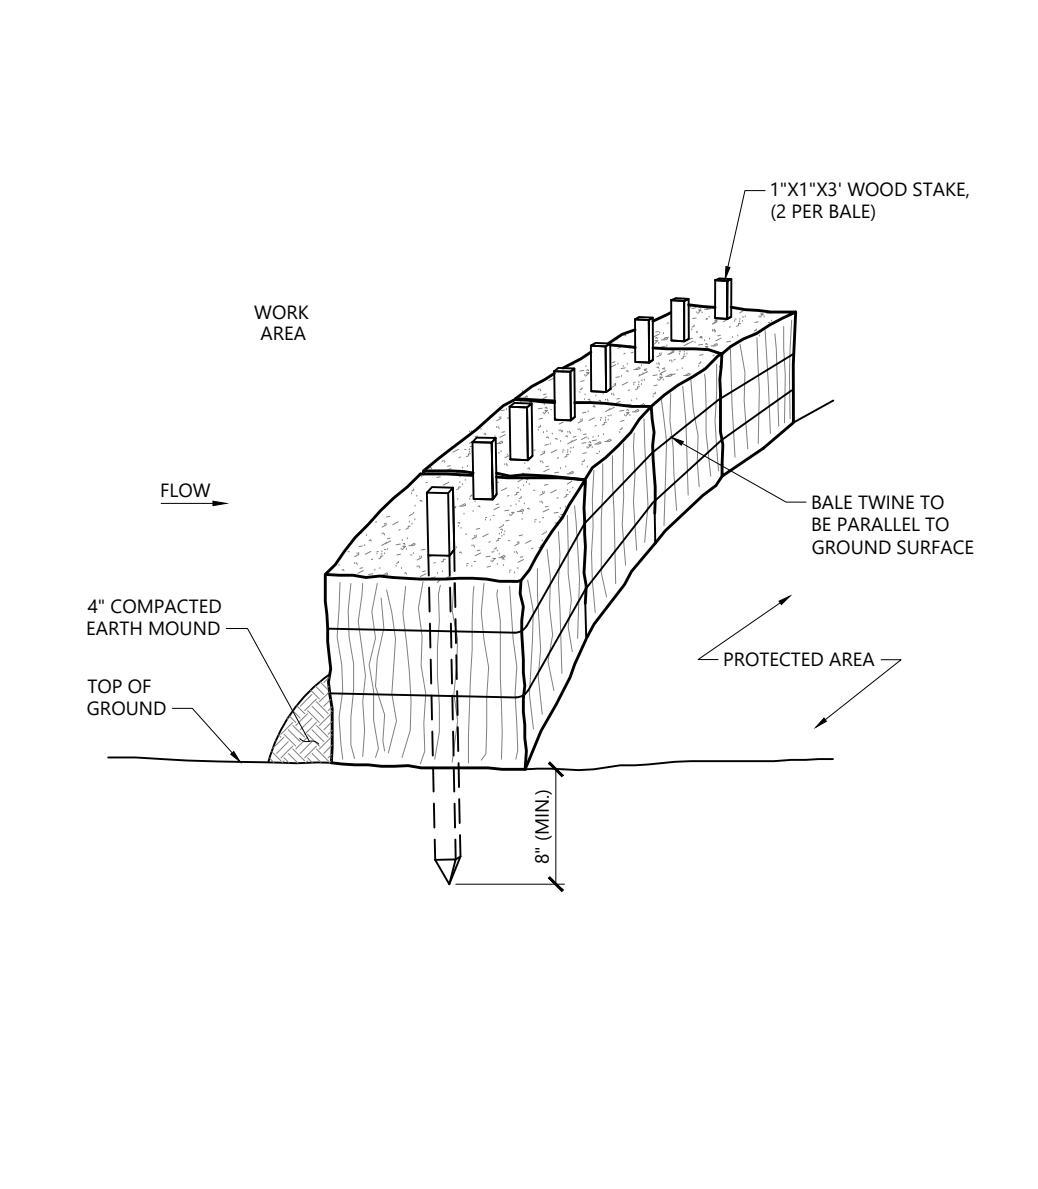 1"X1"X3' WOOD STAKE,
(2 PER BALE)
WORK
AREA
FLOW
BALE TWINE TO
BE PARALLEL TO
GROUND SURFACE
4" COMPACTED
EARTH MOUND
PROTECTED AREA
TOP OF
GROUND
8" (MIN.)